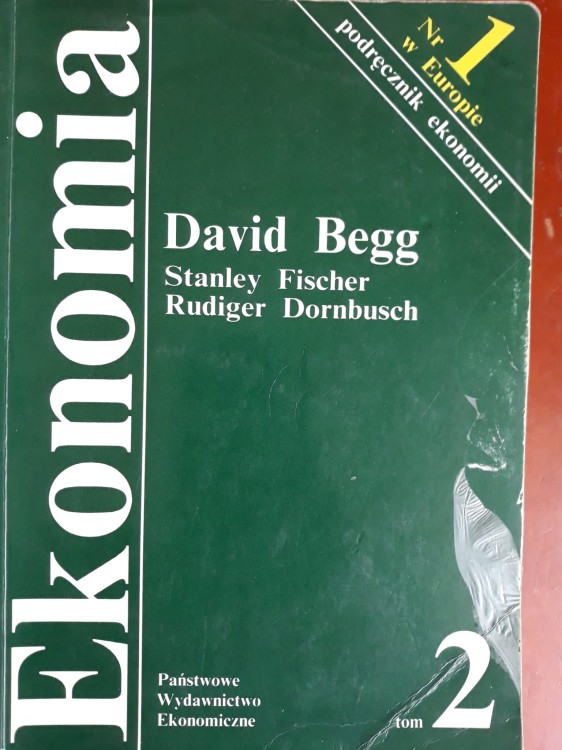 Ekonomia
Nr 1
w Europie
podręcznik ekonomii
David Begg
Stanley Fischer
Rudiger Dornbusch
Państwowe
Wydawnictwo
Ekonomiczne
tom 2